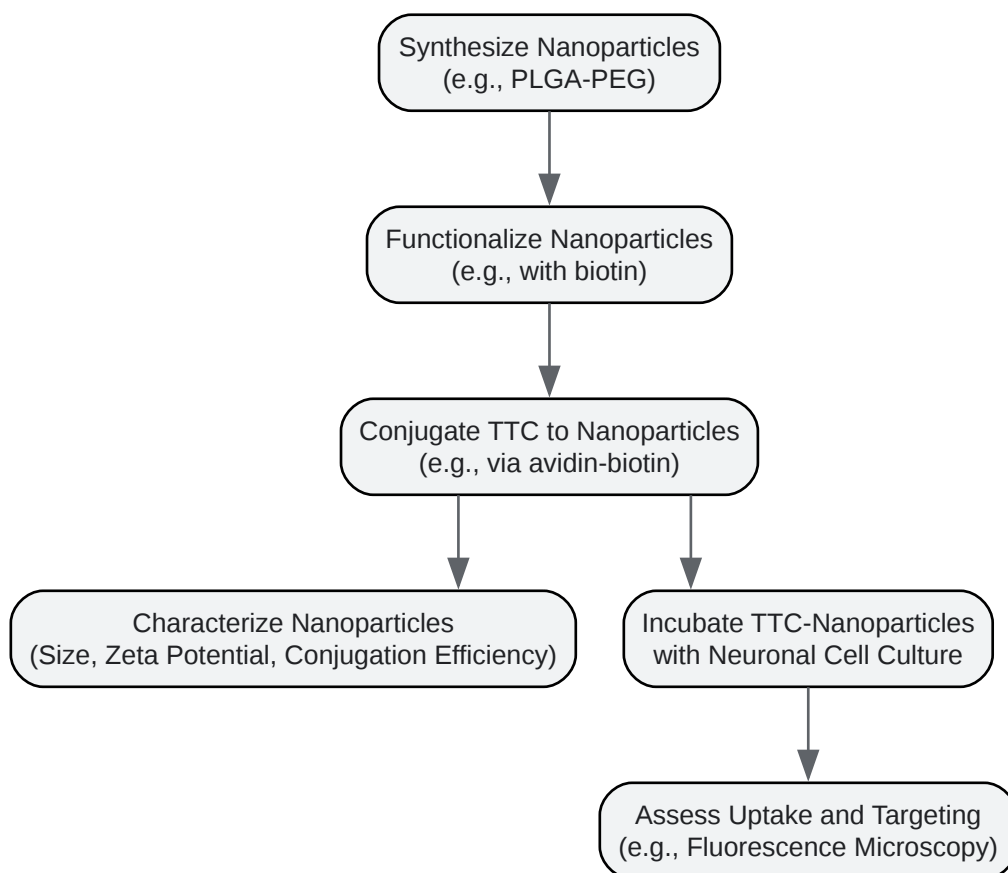 Synthesize Nanoparticles
(e.g., PLGA-PEG)
Functionalize Nanoparticles
(e.g., with biotin)
Conjugate TTC to Nanoparticles
(e.g., via avidin-biotin)
Characterize Nanoparticles
(Size, Zeta Potential, Conjugation Efficiency)
Incubate TTC-Nanoparticles
with Neuronal Cell Culture
Assess Uptake and Targeting
(e.g., Fluorescence Microscopy)